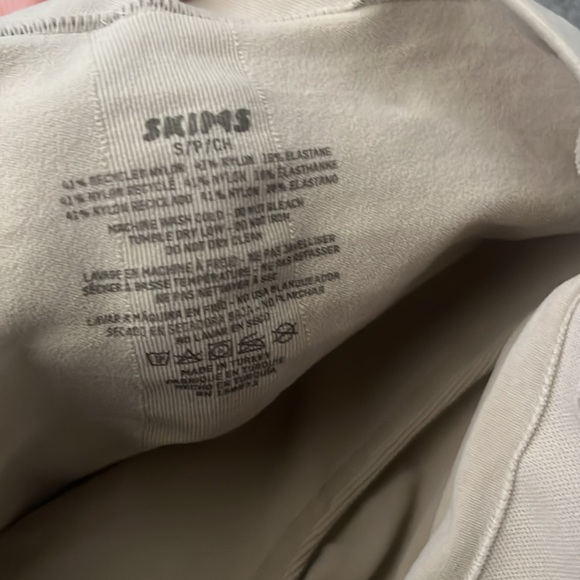 SKIMS
S/P/CH
41% RECYCLED NYLON 41% NYLON 18% ELASTANE
41% NYLON RECYCLÉ 41% NYLON 18% ÉLASTHANNE
41% NYLON RECICLADO 41% NYLON 18% ELASTANO
MACHINE WASH COLD - DO NOT BLEACH
TUMBLE DRY LOW - DO NOT IRON
DO NOT DRY CLEAN
LAVAGE EN MACHINE À FROID - NE PAS JAVELLISER
SÉCHER À BASSE TEMPÉRATURE - NE PAS REPASSER
NE PAS NETTOYER À SEC
LAVAR A MÁQUINA EN FRÍO - NO USA BLANQUEADOR
SECADO EN SECADORA BAJA - NO PLANCHAR
NO LAVAR EN SECO
MADE IN TURKEY
FABRIQUÉ EN TURQUIE
HECHO EN TURQUÍA
RN